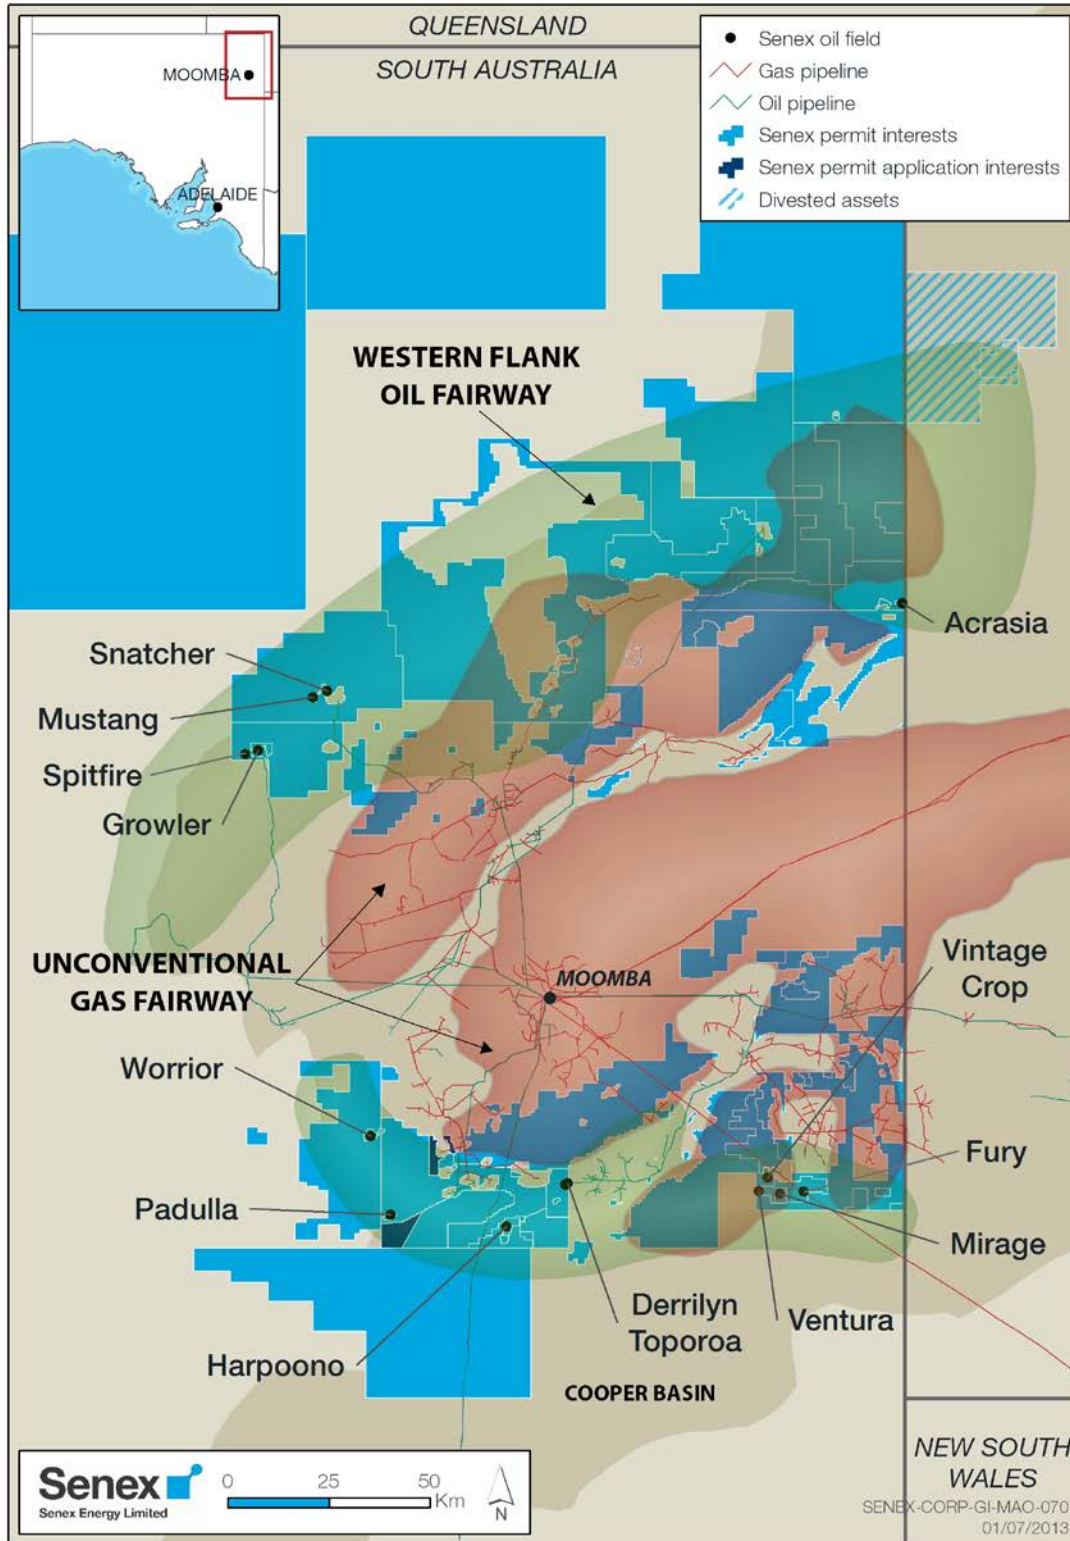 QUEENSLAND
SOUTH AUSTRALIA
MOOMBA
ADELAIDE
Senex oil field
Gas pipeline
Oil pipeline
Senex permit interests
Senex permit application interests
Divested assets
WESTERN FLANK
OIL FAIRWAY
Acrasia
Snatcher
Mustang
Spitfire
Growler
UNCONVENTIONAL
GAS FAIRWAY
MOOMBA
Vintage
Crop
Worrior
Fury
Padulla
Mirage
Derrilyn
Toporoa
Ventura
Harpoono
COOPER BASIN
NEW SOUTH
WALES
Senex
Senex Energy Limited
0 25 50
Km
N
SENEX-CORP-GI-MAO-070
01/07/2013